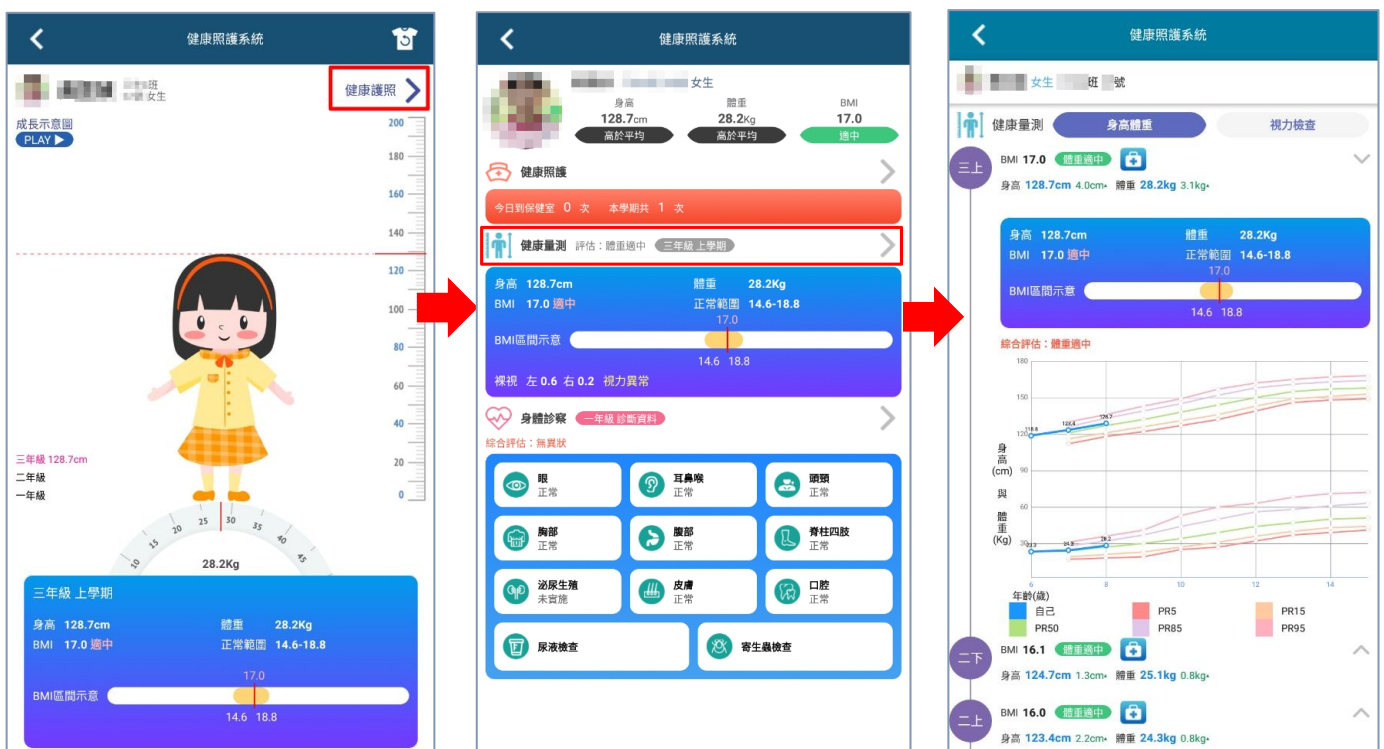 健康照護系統
班
女生
健康護照
成長示意圖
PLAY
200
180
160
140
120
100
80
60
40
20
0
三年級 128.7cm
二年級
一年級
20 15 20 25 30 35 40 45
28.2Kg
三年級 上學期
身高 128.7cm 體重 28.2Kg
BMI 17.0 適中 正常範圍 14.6-18.8
17.0
BMI區間示意
14.6 18.8
健康照護系統
女生
身高 體重 BMI
128.7cm 28.2Kg 17.0
高於平均 高於平均 適中
健康照護
今日到保健室 0 次 本學期共 1 次
健康量測 評估：體重適中 三年級 上學期
身高 128.7cm 體重 28.2Kg
BMI 17.0 適中 正常範圍 14.6-18.8
17.0
BMI區間示意
14.6 18.8
裸視 左 0.6 右 0.2 視力異常
身體診察 一年級 診斷資料
綜合評估：無異狀
眼
正常
耳鼻喉
正常
頭頸
正常
胸部
正常
腹部
正常
脊柱四肢
正常
泌尿生殖
未實施
皮膚
正常
口腔
正常
尿液檢查
寄生蟲檢查
健康照護系統
女生 班 號
健康量測 身高體重 視力檢查
三上
BMI 17.0 體重適中
身高 128.7cm 4.0cm 體重 28.2kg 3.1kg
身高 128.7cm 體重 28.2Kg
BMI 17.0 適中 正常範圍 14.6-18.8
17.0
BMI區間示意
14.6 18.8
綜合評估：體重適中
180
150
120
90
60
30
118.8 123.4 128.7
23.3 24.3 28.2
身高(cm)與體重(Kg)
6 8 10 12 14
年齡(歲)
自己 PR5 PR15
PR50 PR85 PR95
二下
BMI 16.1 體重適中
身高 124.7cm 1.3cm 體重 25.1kg 0.8kg
二上
BMI 16.0 體重適中
身高 123.4cm 2.2cm 體重 24.3kg 0.8kg